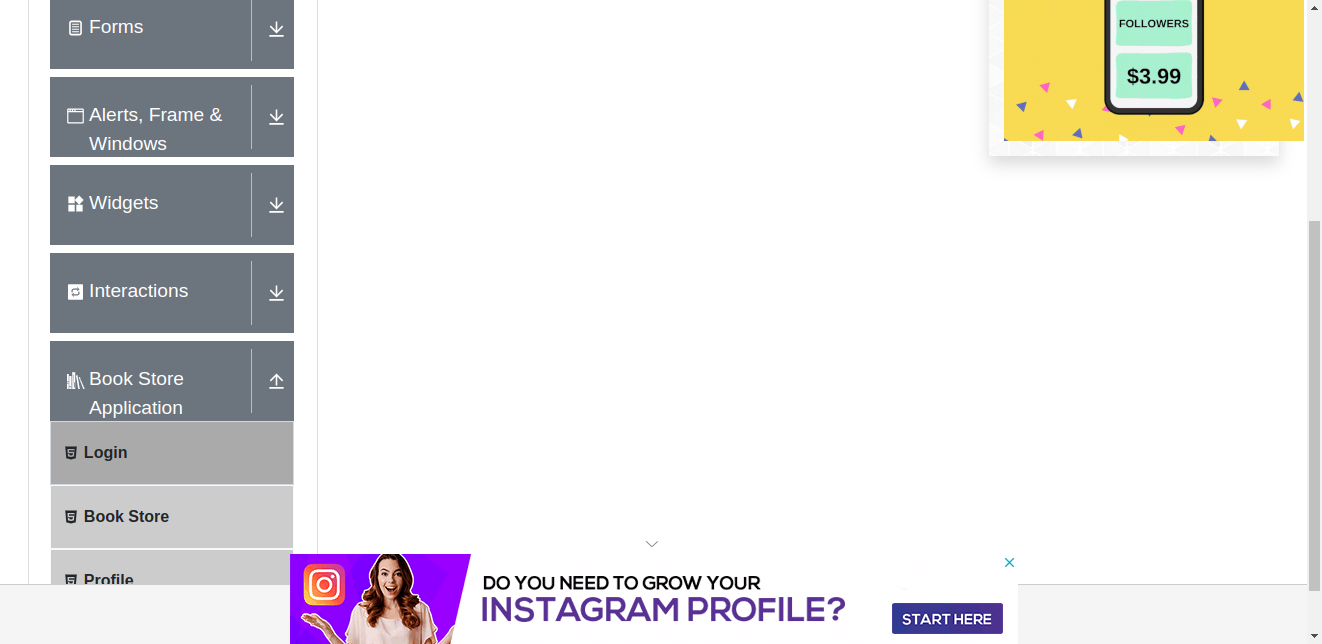 Forms
FOLLOWERS
$3.99
Alerts, Frame &
Windows
Widgets
Interactions
Book Store
Application
Login
Book Store
Profile
DO YOU NEED TO GROW YOUR
INSTAGRAM PROFILE?
START HERE